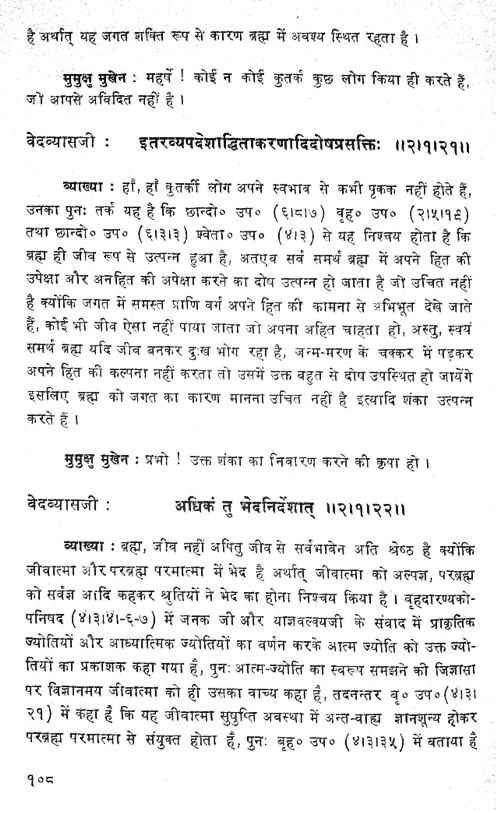 है अर्थात् यह जगत शक्ति रूप से कारण ब्रह्म में अवश्य स्थित रहता है ।
मुमुक्षु मुखेन : महर्षे ! कोई न कोई कुतर्क कुछ लोग किया ही करते हैं,
जो आपसे अविदित नहीं है ।
वेदव्यासजी : इतरव्यपदेशाद्धिताकरणादिदोषप्रसक्तिः ॥२।१।२१॥
व्याख्या : हाँ, हाँ कुतर्की लोग अपने स्वभाव से कभी पृकक नहीं होते हैं,
उनका पुनः तर्क यह है कि छान्दो० उप० (६।८।७) वृह० उप० (२।५।१९)
तथा छान्दो० उप० (६।३।३) श्वेता० उप० (४।३) से यह निश्चय होता है कि
ब्रह्म ही जीव रूप से उत्पन्न हुआ है, अतएव सर्व समर्थ ब्रह्म में अपने हित की
उपेक्षा और अनहित की अपेक्षा करने का दोष उत्पन्न हो जाता है जो उचित नहीं
है क्योंकि जगत में समस्त प्राणि वर्ग अपने हित की कामना से अभिभूत देखे जाते
हैं, कोई भी जीव ऐसा नहीं पाया जाता जो अपना अहित चाहता हो, अस्तु, स्वयं
समर्थ ब्रह्म यदि जीव बनकर दुःख भोग रहा है, जन्म-मरण के चक्कर में पड़कर
अपने हित की कल्पना नहीं करता तो उसमें उक्त बहुत से दोष उपस्थित हो जायेंगे
इसलिए ब्रह्म को जगत का कारण मानना उचित नहीं है इत्यादि शंका उत्पन्न
करते हैं ।
मुमुक्षु मुखेन : प्रभो ! उक्त शंका का निवारण करने की कृपा हो ।
वेदव्यासजी : अधिकं तु भेदनिर्देशात् ॥२।१।२२॥
व्याख्या : ब्रह्म, जीव नहीं अपितु जीव से सर्वभावेन अति श्रेष्ठ है क्योंकि
जीवात्मा और परब्रह्म परमात्मा में भेद है अर्थात् जीवात्मा को अल्पज्ञ, परब्रह्म
को सर्वज्ञ आदि कहकर श्रुतियों ने भेद का होना निश्चय किया है । वृहदारण्यको-
पनिषद (४।३।४१-६-७) में जनक जी और याज्ञवल्क्यजी के संवाद में प्राकृतिक
ज्योतियों और आध्यात्मिक ज्योतियों का वर्णन करके आत्म ज्योति को उक्त ज्यो-
तियों का प्रकाशक कहा गया है, पुनः आत्म-ज्योति का स्वरूप समझने की जिज्ञासा
पर विज्ञानमय जीवात्मा को ही उसका वाच्य कहा है, तदनन्तर वृ० उप० (४।३।
२१) में कहा है कि यह जीवात्मा सुषुप्ति अवस्था में अन्त-वाह्य ज्ञानशून्य होकर
परब्रह्म परमात्मा से संयुक्त होता है, पुनः बृह० उप० (४।३।३५) में बताया है
१०८